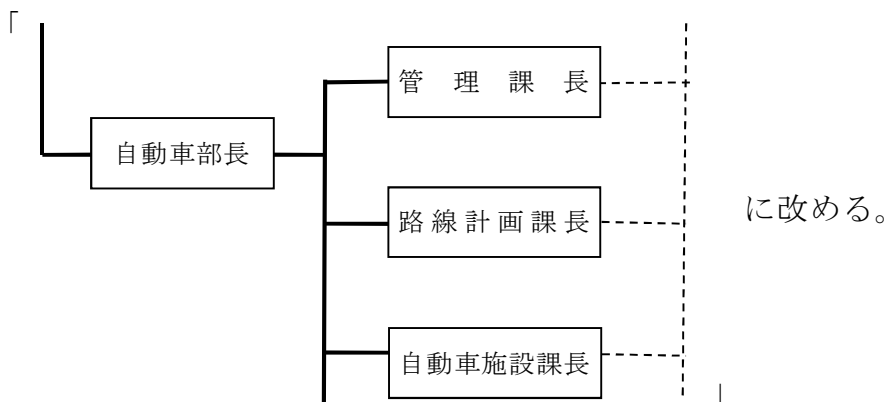 「
管理課長
自動車部長
に改める。
路線計画課長
自動車施設課長
」